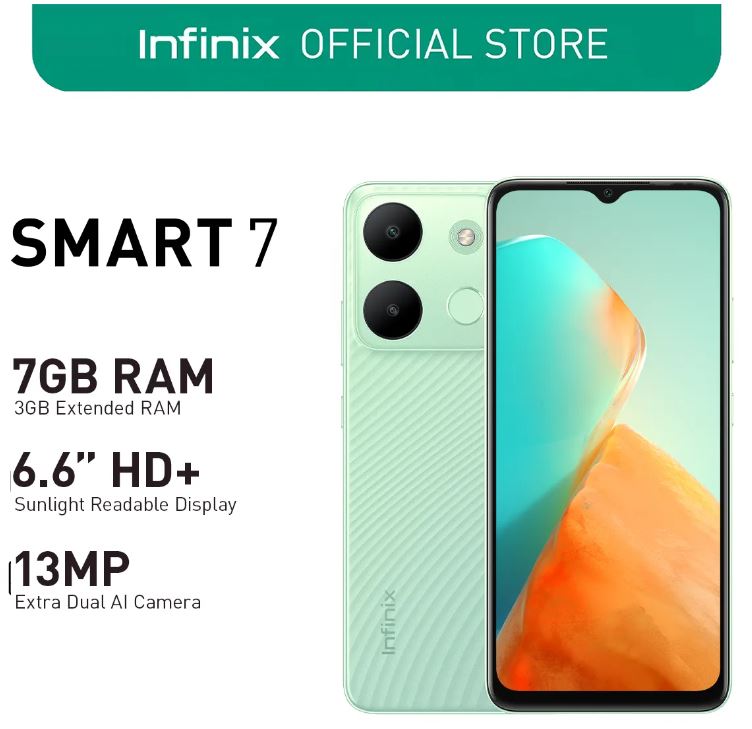 Infinix OFFICIAL STORE
SMART 7
7GB RAM
3GB Extended RAM
6.6” HD+
Sunlight Readable Display
13MP
Extra Dual AI Camera
Infinix